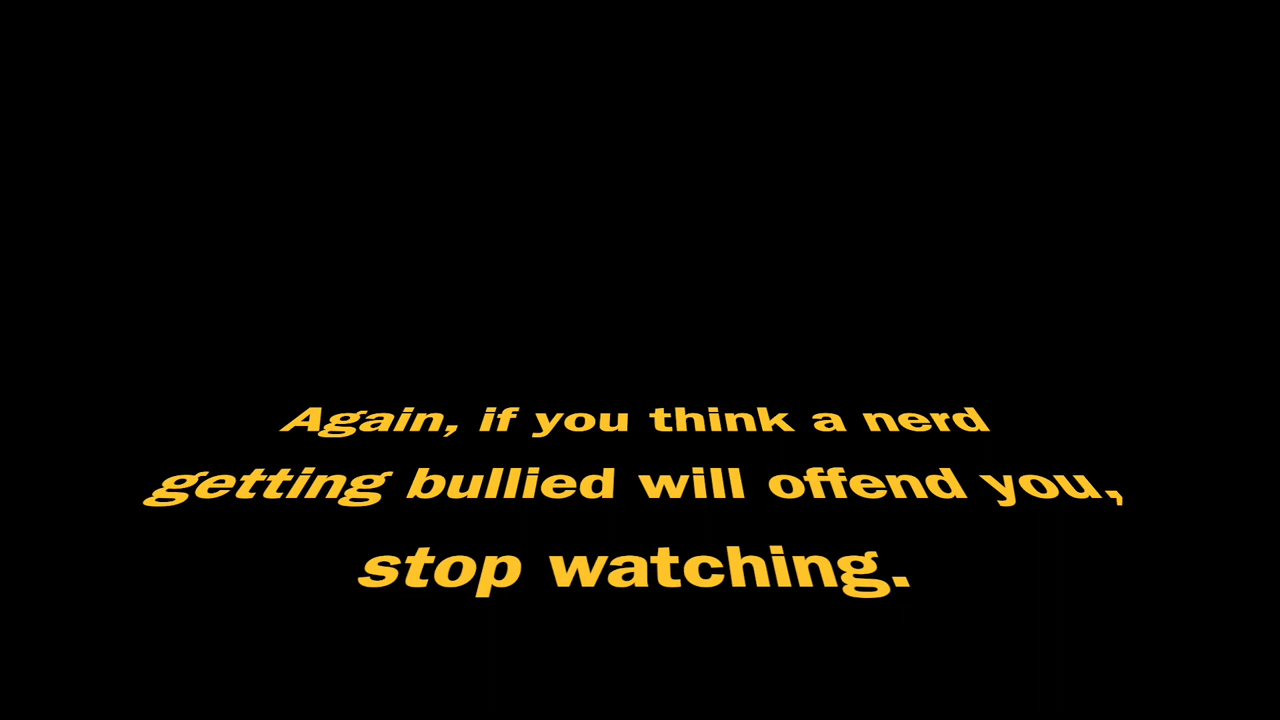 Again, if you think a nerd
getting bullied will offend you,
stop watching.